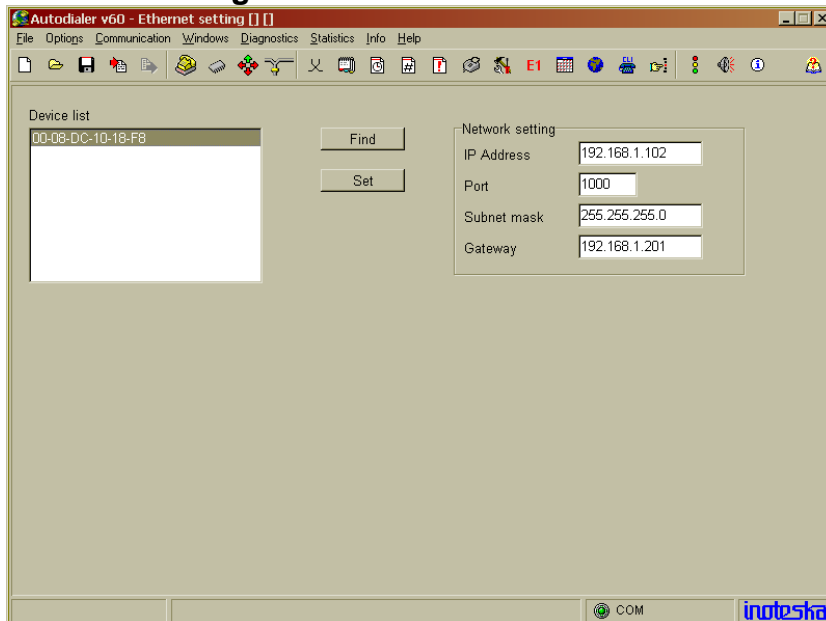 Autodialer v60 - Ethernet setting [] []
File Options Communication Windows Diagnostics Statistics Info Help
E1
Device list
00-08-DC-10-18-F8
Find
Set
Network setting
IP Address 192.168.1.102
Port 1000
Subnet mask 255.255.255.0
Gateway 192.168.1.201
COM
inoteska